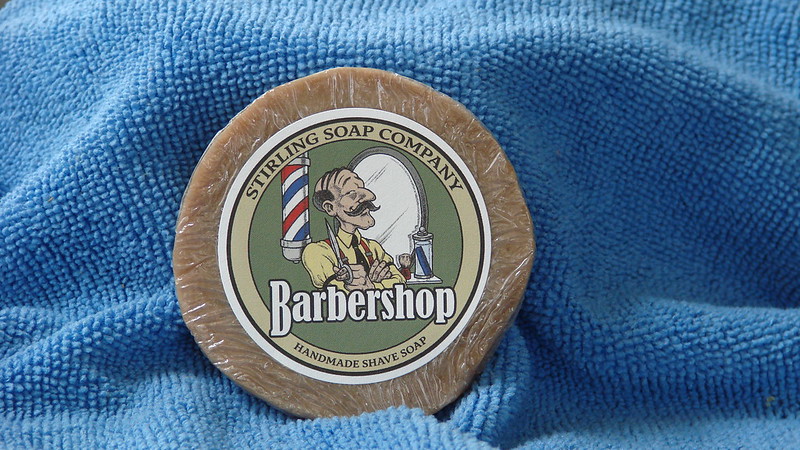 STIRLING SOAP COMPANY
Barbershop
HANDMADE SHAVE SOAP